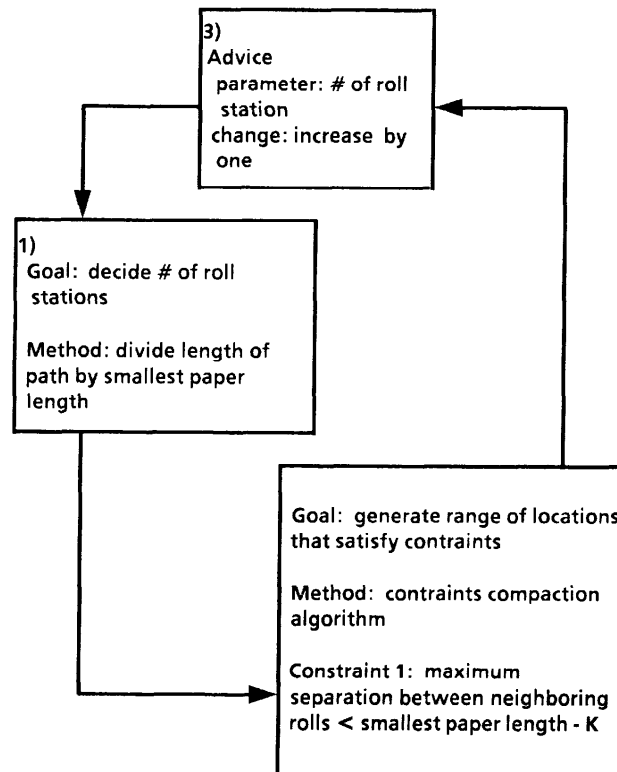 3)
Advice
parameter: # of roll
station
change: increase by
one
1)
Goal: decide # of roll
stations
Method: divide length of
path by smallest paper
length
Goal: generate range of locations
that satisfy contraints
Method: contraints compaction
algorithm
Constraint 1: maximum
separation between neighboring
rolls < smallest paper length - K